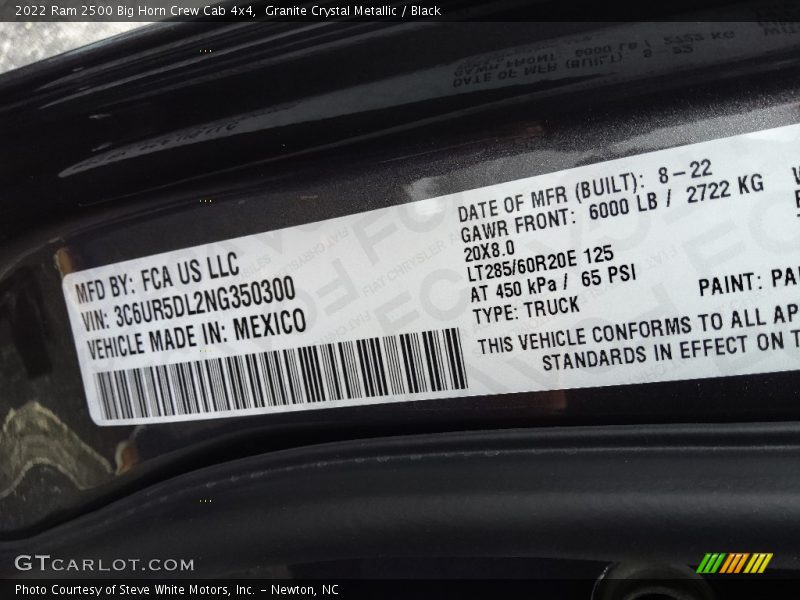 2022 Ram 2500 Big Horn Crew Cab 4x4,  Granite Crystal Metallic / Black
MFD BY: FCA US LLC
VIN: 3C6UR5DL2NG350300
VEHICLE MADE IN: MEXICO
DATE OF MFR (BUILT): 8-22
GAWR FRONT: 6000 LB / 2722 KG
20X8.0
LT285/60R20E 125
AT 450 kPa / 65 PSI
TYPE: TRUCK
PAINT: PA
THIS VEHICLE CONFORMS TO ALL AP
STANDARDS IN EFFECT ON T
GTCARLOT.COM
Photo Courtesy of Steve White Motors, Inc. - Newton, NC